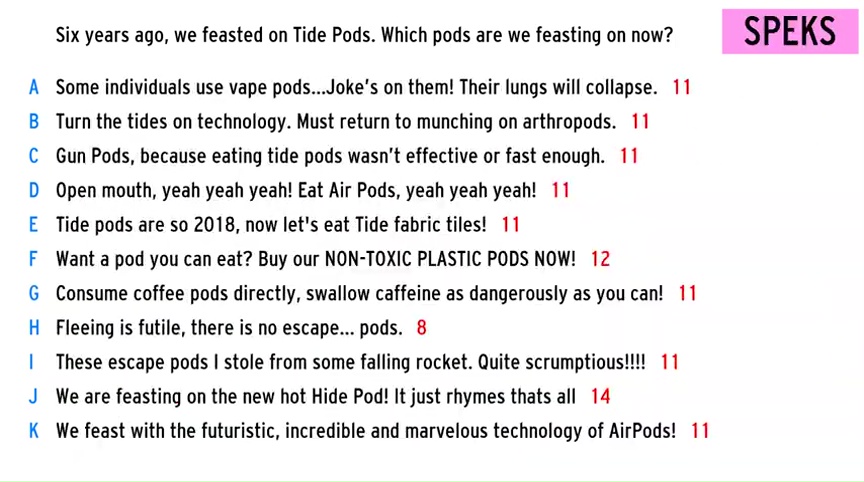 Six years ago, we feasted on Tide Pods. Which pods are we feasting on now?
SPEKS
A Some individuals use vape pods...Joke's on them! Their lungs will collapse. 11
B Turn the tides on technology. Must return to munching on arthropods. 11
C Gun Pods, because eating tide pods wasn't effective or fast enough. 11
D Open mouth, yeah yeah yeah! Eat Air Pods, yeah yeah yeah! 11
E Tide pods are so 2018, now let's eat Tide fabric tiles! 11
F Want a pod you can eat? Buy our NON-TOXIC PLASTIC PODS NOW! 12
G Consume coffee pods directly, swallow caffeine as dangerously as you can! 11
H Fleeing is futile, there is no escape... pods. 8
I These escape pods I stole from some falling rocket. Quite scrumptious!!!! 11
J We are feasting on the new hot Hide Pod! It just rhymes thats all 14
K We feast with the futuristic, incredible and marvelous technology of AirPods! 11